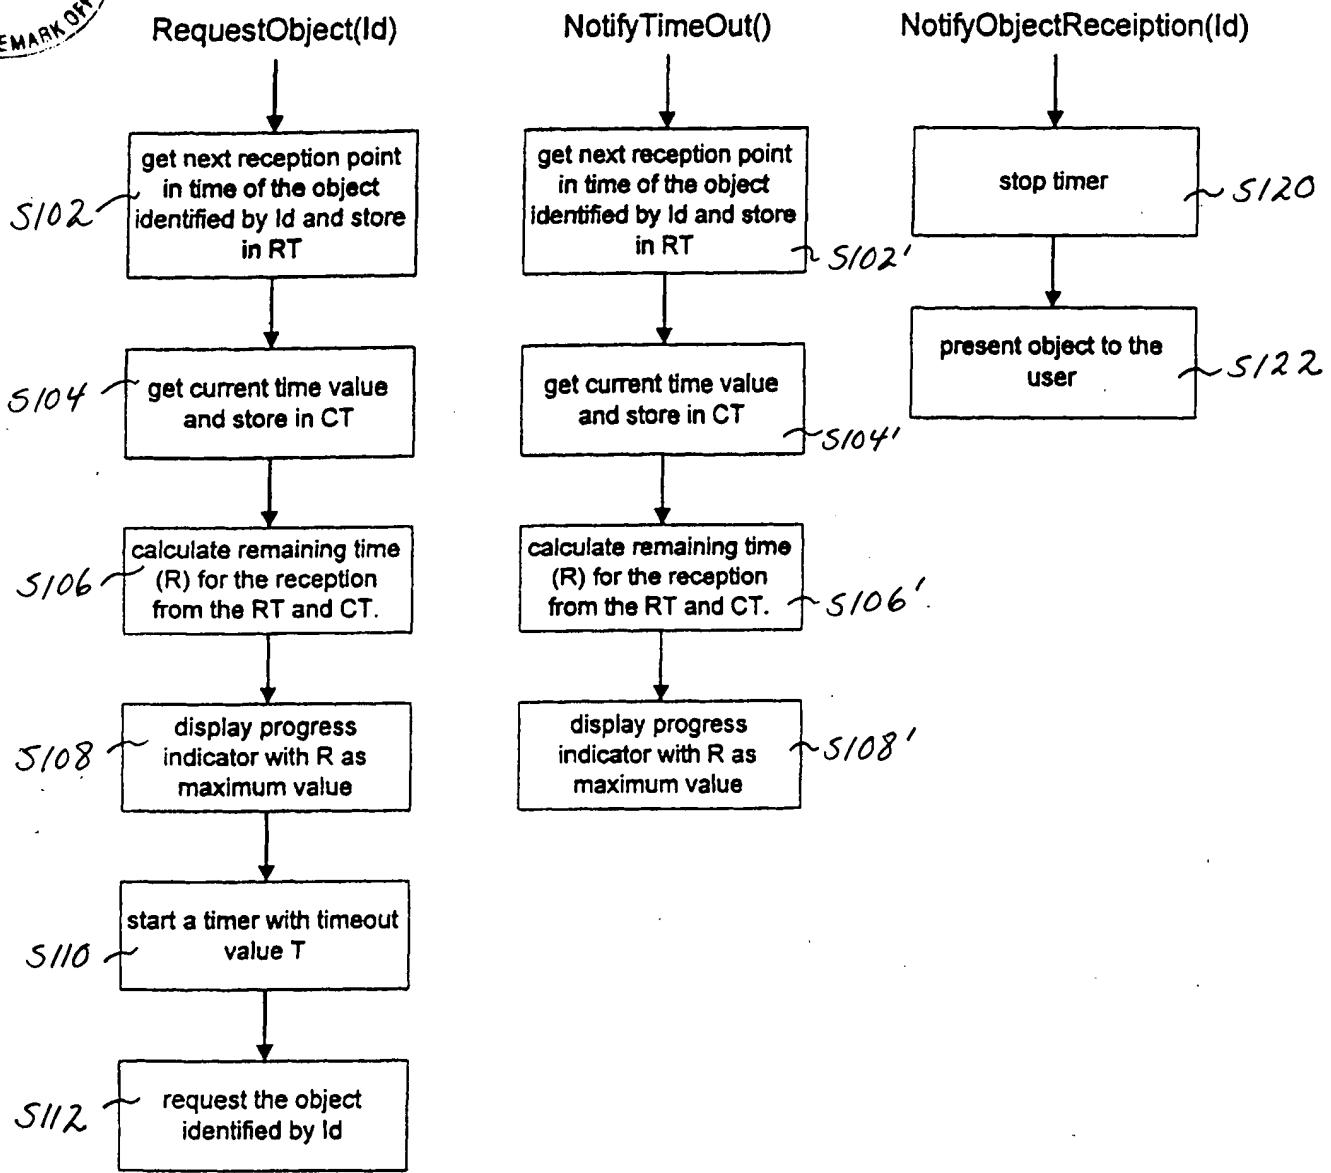 EMARK OFF
RequestObject(Id)
S102
get next reception point
in time of the object
identified by Id and store
in RT
S104
get current time value
and store in CT
S106
calculate remaining time
(R) for the reception
from the RT and CT.
S108
display progress
indicator with R as
maximum value
S110
start a timer with timeout
value T
S112
request the object
identified by Id
NotifyTimeOut()
get next reception point
in time of the object
identified by Id and store
in RT
S102'
get current time value
and store in CT
S104'
calculate remaining time
(R) for the reception
from the RT and CT.
S106'
display progress
indicator with R as
maximum value
S108'
NotifyObjectReceiption(Id)
stop timer
S120
present object to the
user
S122